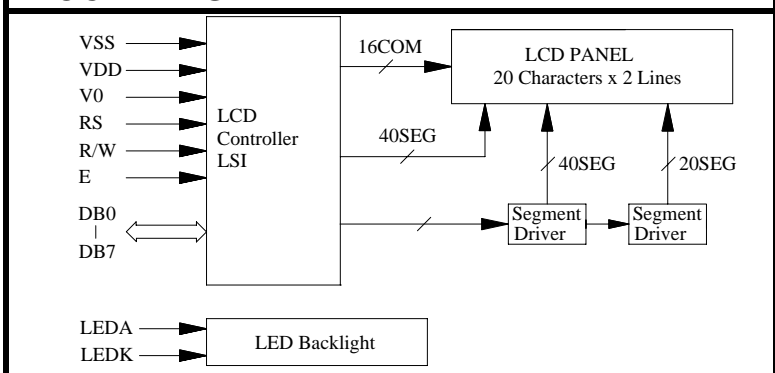 VSS
VDD
V0
RS
R/W
E
DB0
|
DB7
LCD
Controller
LSI
16COM
40SEG
LCD PANEL
20 Characters x 2 Lines
40SEG
20SEG
Segment
Driver
Segment
Driver
LEDA
LEDK
LED Backlight